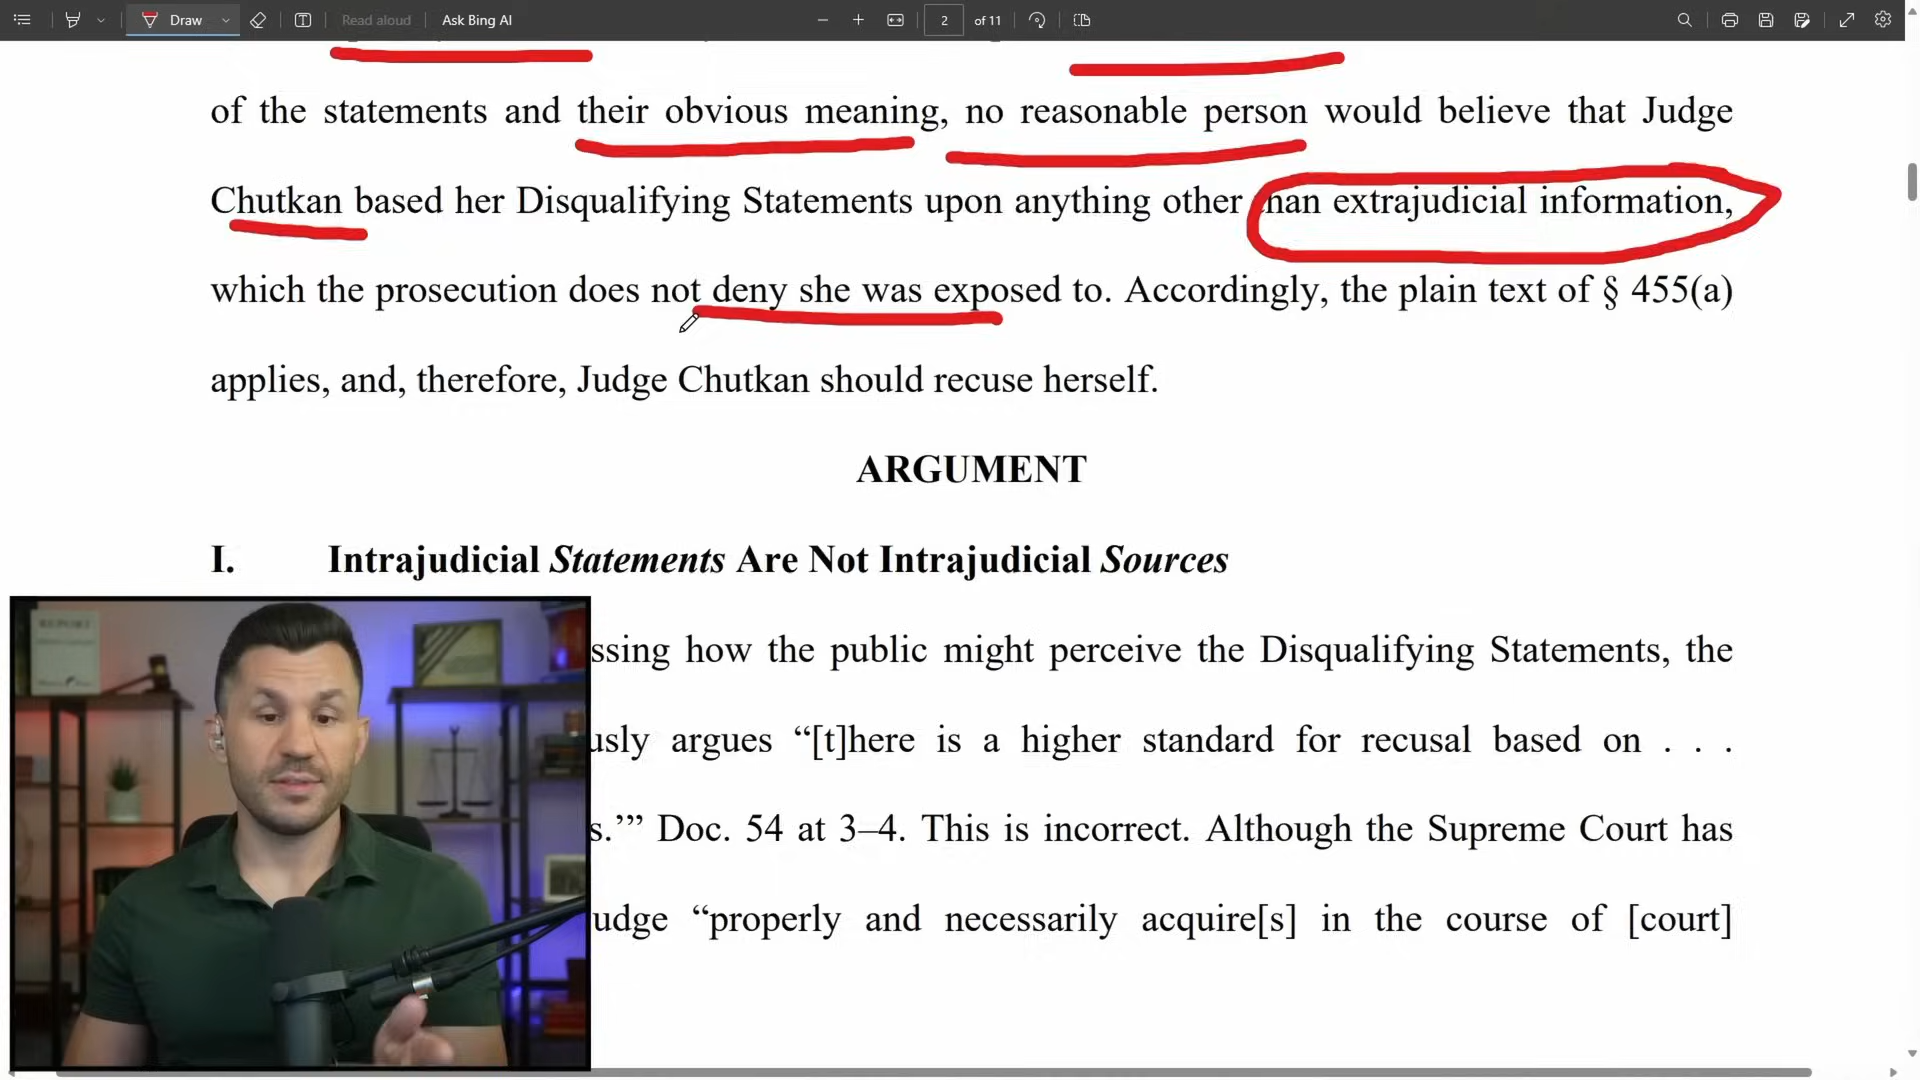 Draw
Read aloud
Ask Bing AI
2
of 11
of the statements and their obvious meaning, no reasonable person would believe that Judge
Chutkan based her Disqualifying Statements upon anything other than extrajudicial information,
which the prosecution does not deny she was exposed to. Accordingly, the plain text of § 455(a)
applies, and, therefore, Judge Chutkan should recuse herself.
ARGUMENT
I. Intrajudicial Statements Are Not Intrajudicial Sources
ssing how the public might perceive the Disqualifying Statements, the
usly argues “[t]here is a higher standard for recusal based on . . .
s.’” Doc. 54 at 3–4. This is incorrect. Although the Supreme Court has
udge “properly and necessarily acquire[s] in the course of [court]
REPORT